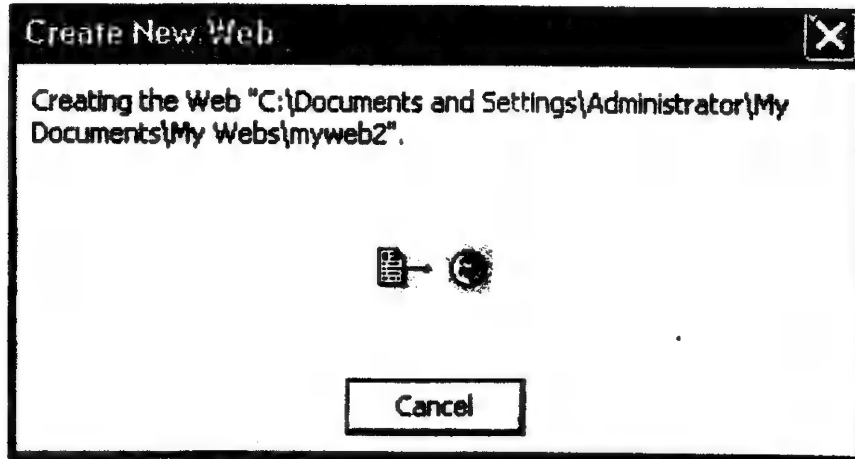 Create New Web
Creating the Web "C:\Documents and Settings\Administrator\My
Documents\My Webs\myweb2".
Cancel